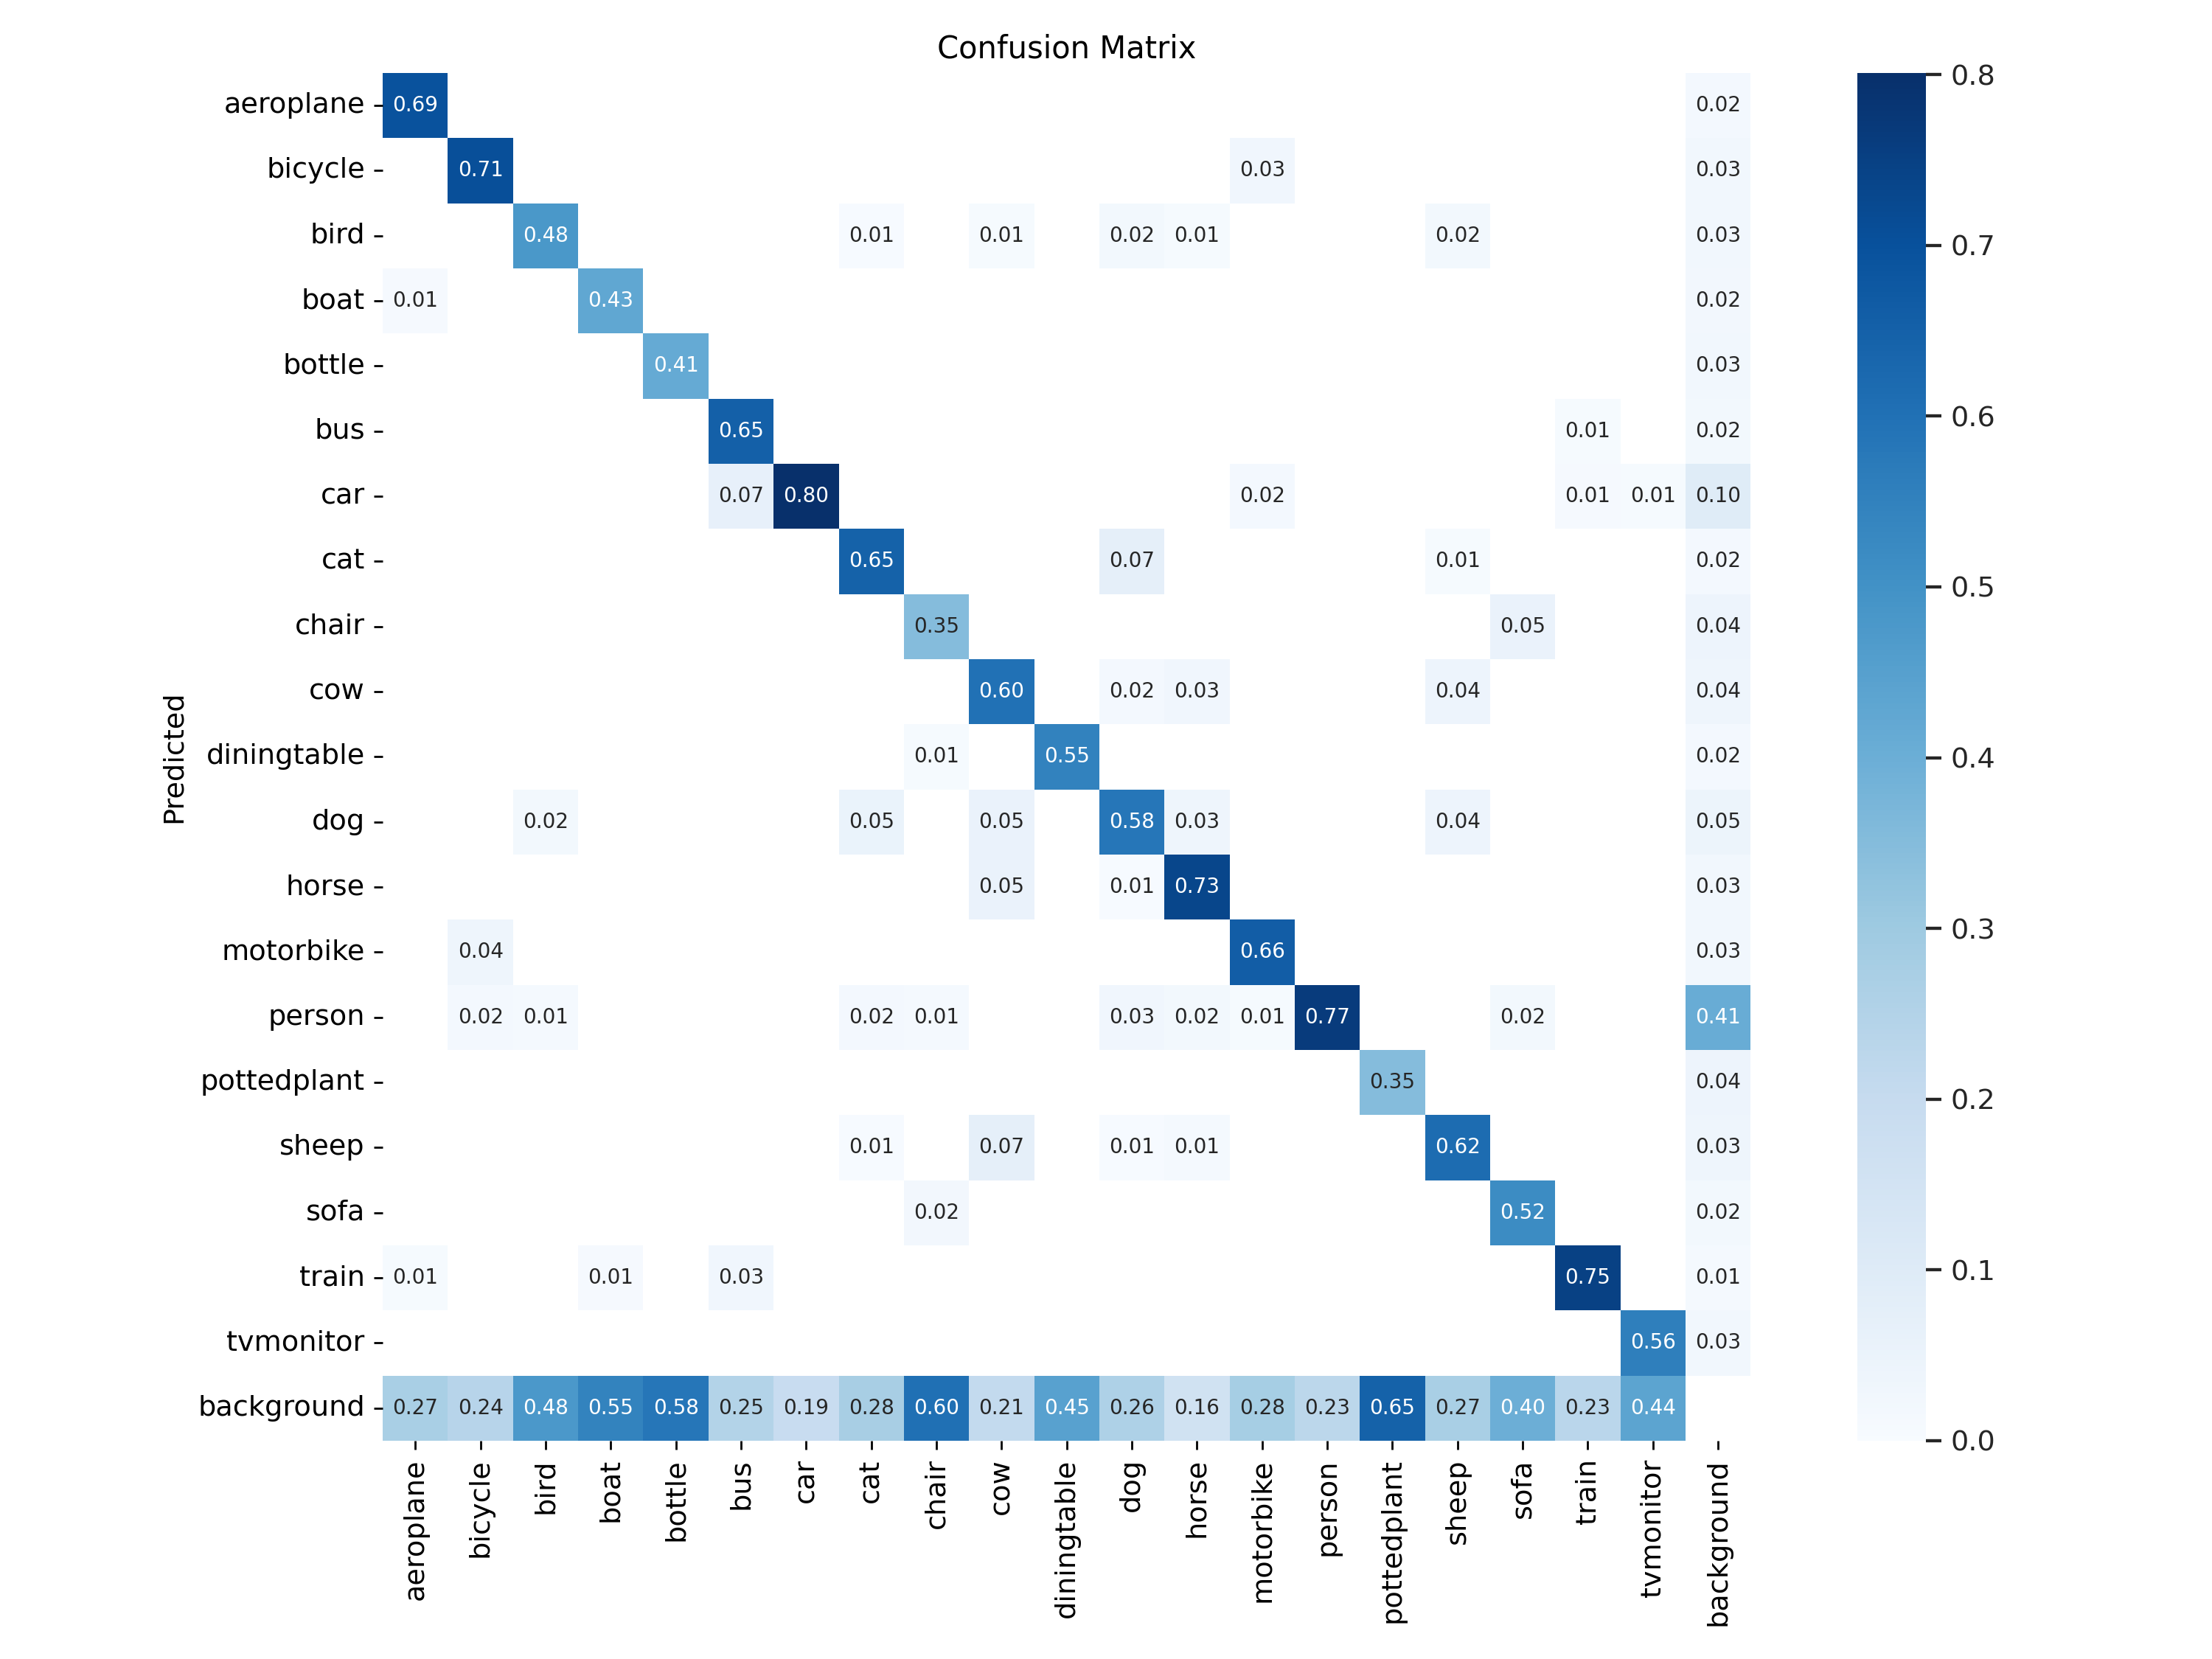 Confusion Matrix
aeroplane 0.69 0.02 0.8
bicycle 0.71 0.03 0.03
bird 0.48 0.01 0.01 0.02 0.01 0.02 0.03 0.7
boat 0.01 0.43 0.02
bottle 0.41 0.03
bus 0.65 0.01 0.02 0.6
car 0.07 0.80 0.02 0.01 0.01 0.10
cat 0.65 0.07 0.01 0.02 0.5
chair 0.35 0.05 0.04
cow 0.60 0.02 0.03 0.04 0.04
Predicted
diningtable 0.01 0.55 0.02 0.4
dog 0.02 0.05 0.05 0.58 0.03 0.04 0.05
horse 0.05 0.01 0.73 0.03 0.3
motorbike 0.04 0.66 0.03
person 0.02 0.01 0.02 0.01 0.03 0.02 0.01 0.77 0.02 0.41
pottedplant 0.35 0.04 0.2
sheep 0.01 0.07 0.01 0.01 0.62 0.03
sofa 0.02 0.52 0.02
train 0.01 0.01 0.03 0.75 0.01 0.1
tvmonitor 0.56 0.03
background 0.27 0.24 0.48 0.55 0.58 0.25 0.19 0.28 0.60 0.21 0.45 0.26 0.16 0.28 0.23 0.65 0.27 0.40 0.23 0.44 0.0
aeroplane bicycle bird boat bottle bus car cat chair cow diningtable dog horse motorbike person pottedplant sheep sofa train tvmonitor background